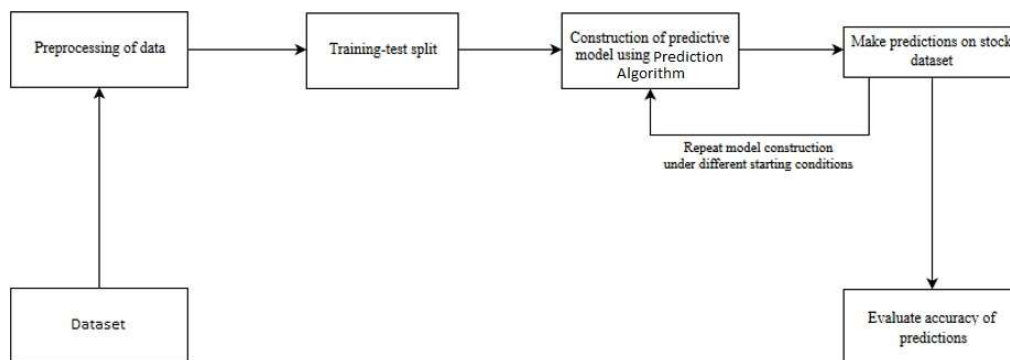 Preprocessing of data
Training-test split
Construction of predictive
model using Prediction
Algorithm
Make predictions on stock
dataset
Repeat model construction
under different starting conditions
Dataset
Evaluate accuracy of
predictions